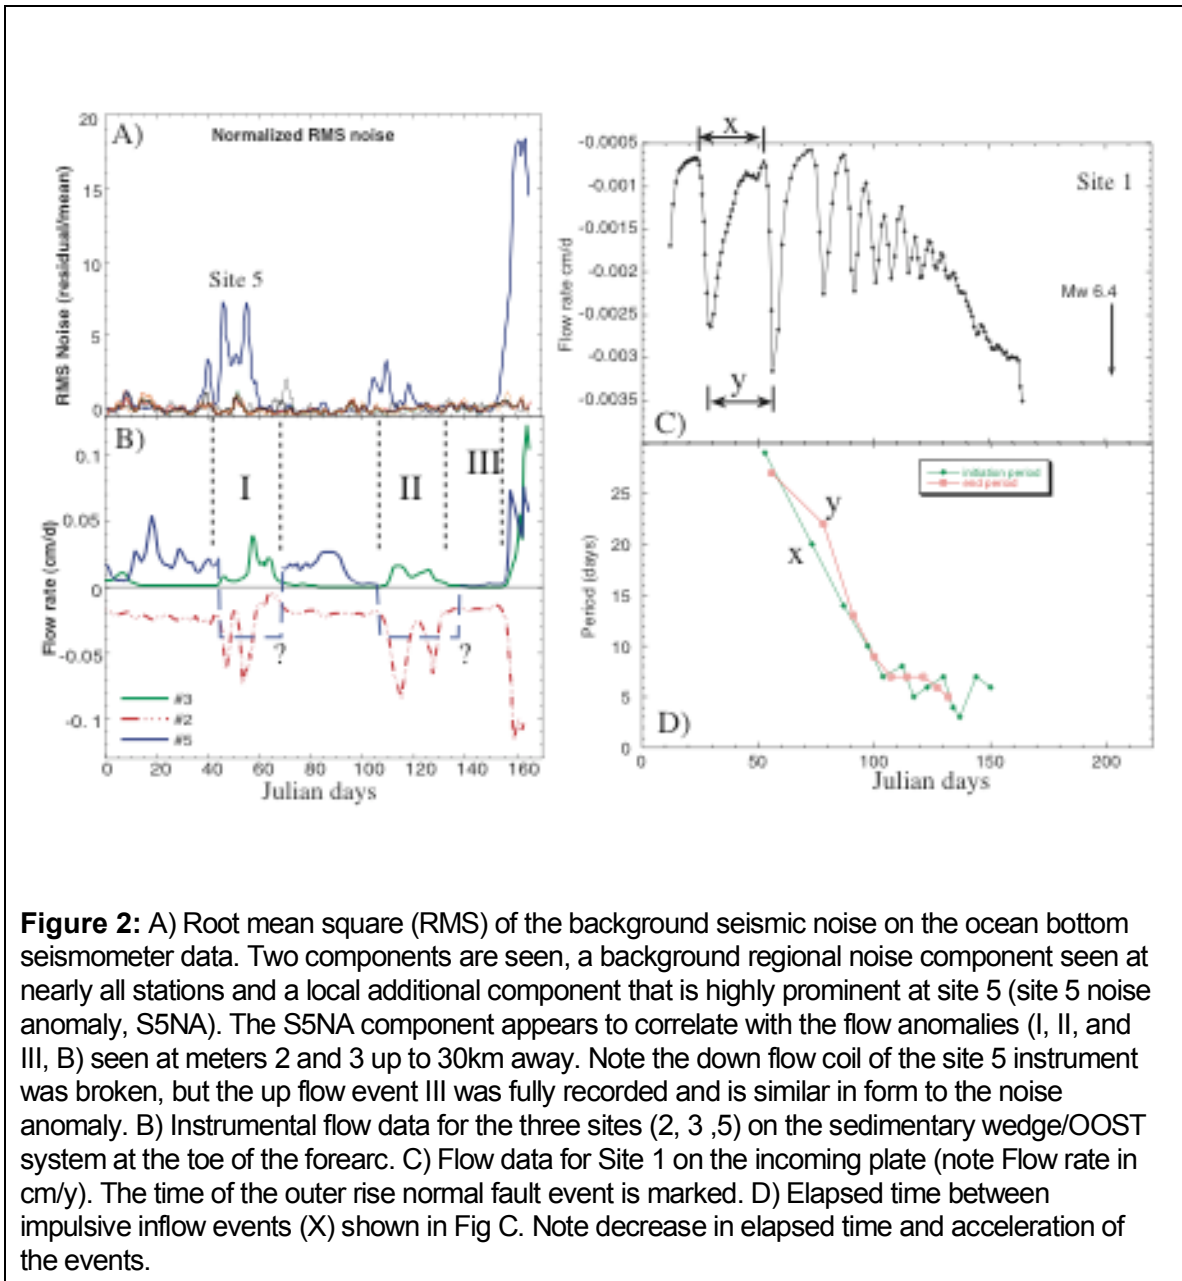 A)
Normalized RMS noise
20
15
10
5
0
RMS Noise (residual/mean)
Site 5
B)
I
II
III
0.1
0.05
0
-0.05
-0.1
Flow rate (cm/d)
?
?
#3
#2
#5
0 20 40 60 80 100 120 140 160
Julian days
x
Site 1
-0.0005
-0.001
-0.0015
-0.002
-0.0025
-0.003
-0.0035
Flow rate cm/d
Mw 6.4
y
C)
initiation period
end period
25
20
15
10
5
0
Period (days)
y
x
D)
0 50 100 150 200
Julian days
Figure 2: A) Root mean square (RMS) of the background seismic noise on the ocean bottom
seismometer data. Two components are seen, a background regional noise component seen at
nearly all stations and a local additional component that is highly prominent at site 5 (site 5 noise
anomaly, S5NA). The S5NA component appears to correlate with the flow anomalies (I, II, and
III, B) seen at meters 2 and 3 up to 30km away. Note the down flow coil of the site 5 instrument
was broken, but the up flow event III was fully recorded and is similar in form to the noise
anomaly. B) Instrumental flow data for the three sites (2, 3 ,5) on the sedimentary wedge/OOST
system at the toe of the forearc. C) Flow data for Site 1 on the incoming plate (note Flow rate in
cm/y). The time of the outer rise normal fault event is marked. D) Elapsed time between
impulsive inflow events (X) shown in Fig C. Note decrease in elapsed time and acceleration of
the events.